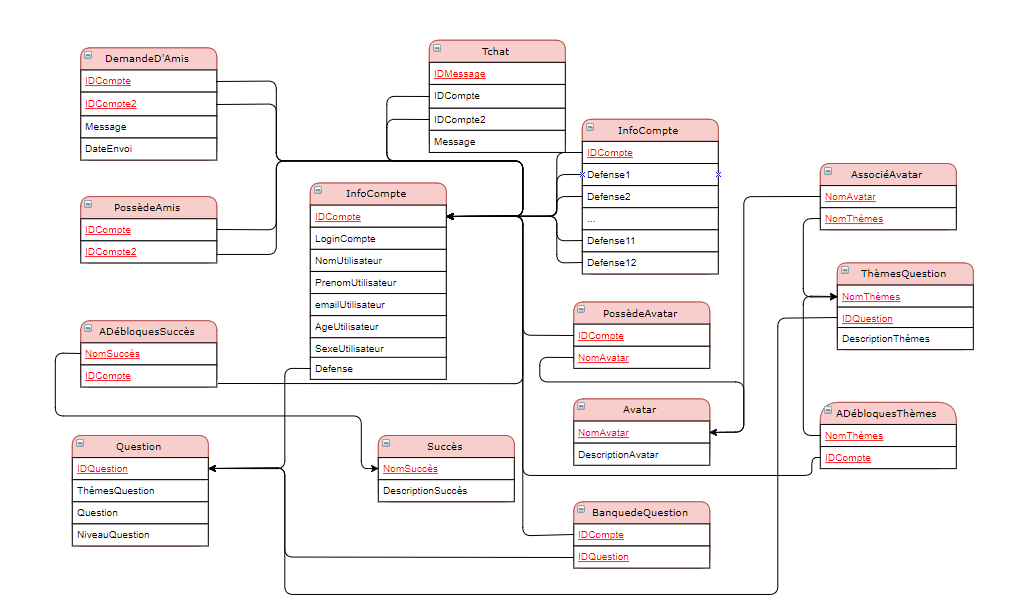 DemandeD'Amis
IDCompte
IDCompte2
Message
DateEnvoi
Tchat
IDMessage
IDCompte
IDCompte2
Message
InfoCompte
IDCompte
Defense1
Defense2
...
Defense11
Defense12
AssociéAvatar
NomAvatar
NomThèmes
PossèdeAmis
IDCompte
IDCompte2
InfoCompte
IDCompte
LoginCompte
NomUtilisateur
PrenomUtilisateur
emailUtilisateur
AgeUtilisateur
SexeUtilisateur
Defense
ThèmesQuestion
NomThèmes
IDQuestion
DescriptionThèmes
PossèdeAvatar
IDCompte
NomAvatar
ADébloquesSuccès
NomSuccès
IDCompte
Avatar
NomAvatar
DescriptionAvatar
ADébloquesThèmes
NomThèmes
IDCompte
Question
IDQuestion
ThèmesQuestion
Question
NiveauQuestion
Succès
NomSuccès
DescriptionSuccès
BanquedeQuestion
IDCompte
IDQuestion